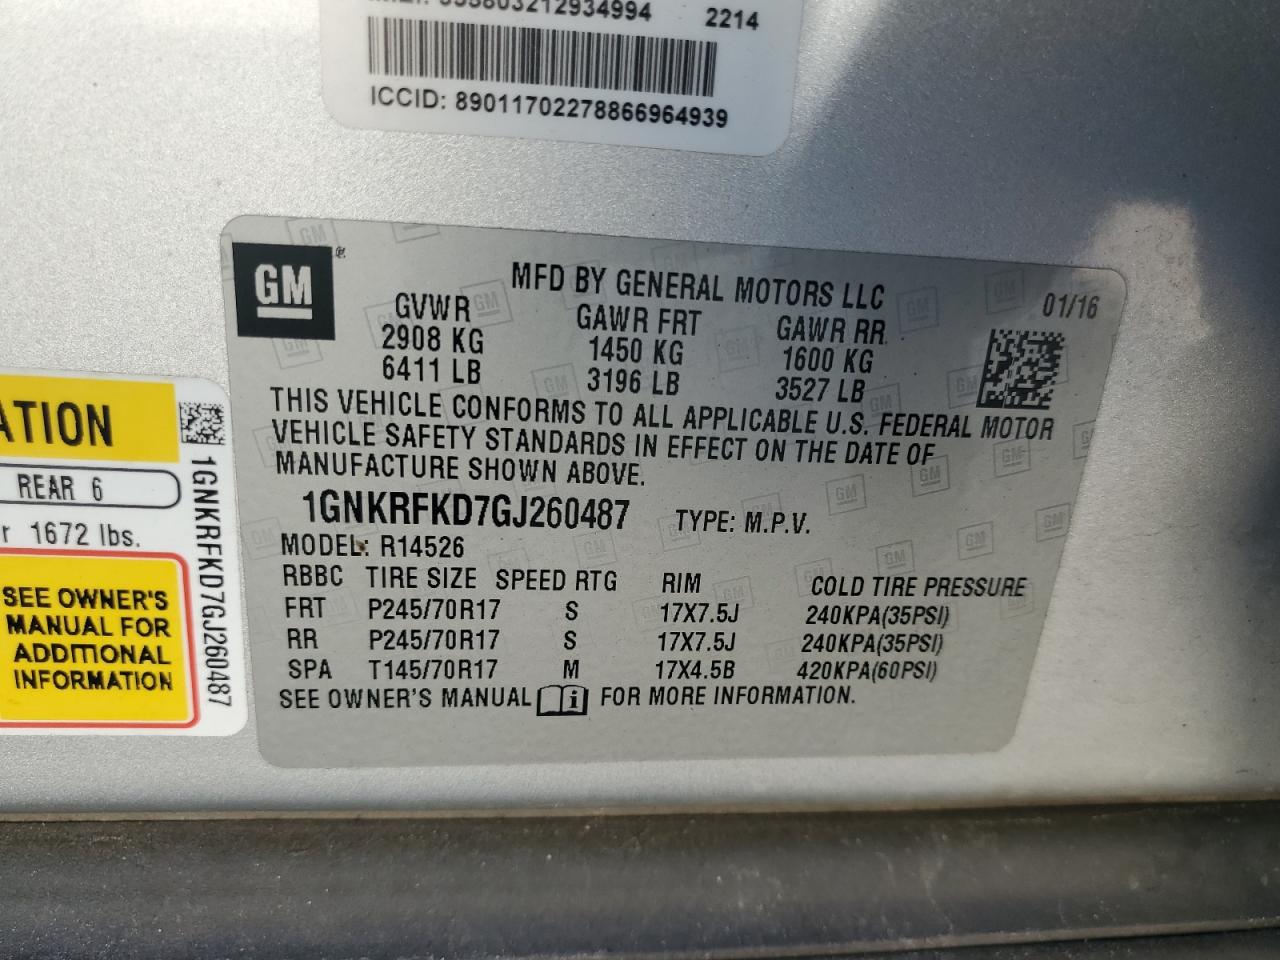 803212934994 2214
ICCID: 89011702278866964939
GM
MFD BY GENERAL MOTORS LLC
01/16
GVWR GAWR FRT GAWR RR
2908 KG 1450 KG 1600 KG
6411 LB 3196 LB 3527 LB
THIS VEHICLE CONFORMS TO ALL APPLICABLE U.S. FEDERAL MOTOR
VEHICLE SAFETY STANDARDS IN EFFECT ON THE DATE OF
MANUFACTURE SHOWN ABOVE.
1GNKRFKD7GJ260487 TYPE: M.P.V.
MODEL: R14526
RBBC TIRE SIZE SPEED RTG RIM COLD TIRE PRESSURE
FRT P245/70R17 S 17X7.5J 240KPA(35PSI)
RR P245/70R17 S 17X7.5J 240KPA(35PSI)
SPA T145/70R17 M 17X4.5B 420KPA(60PSI)
SEE OWNER'S MANUAL i FOR MORE INFORMATION.
ATION
REAR 6
r 1672 lbs.
SEE OWNER'S
MANUAL FOR
ADDITIONAL
INFORMATION
1GNKRFKD7GJ260487